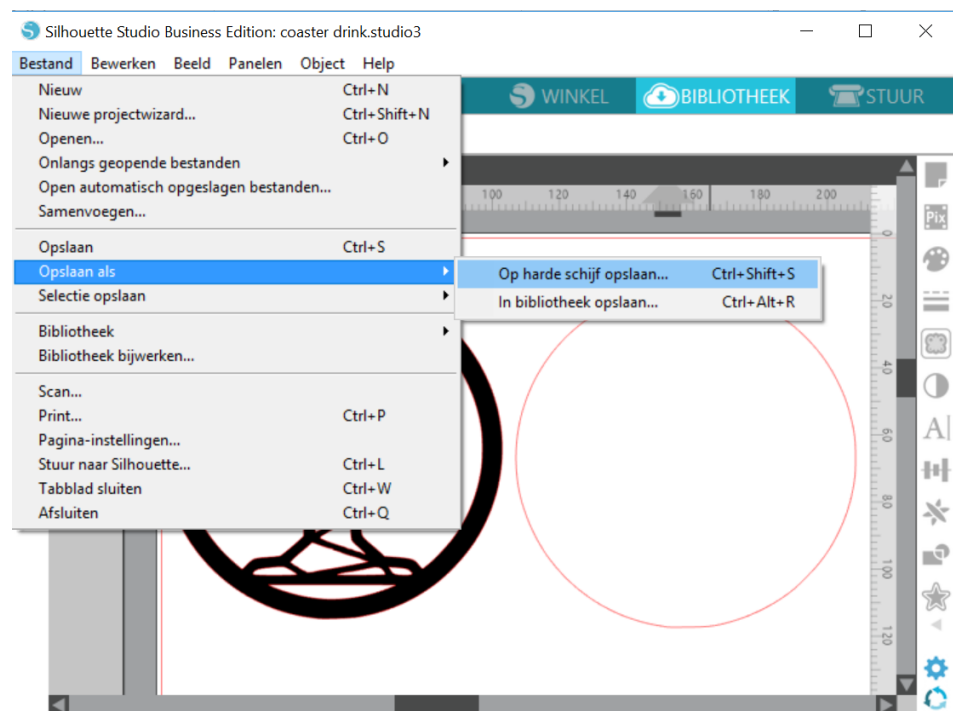 Silhouette Studio Business Edition: coaster drink.studio3
Bestand Bewerken Beeld Panelen Object Help
WINKEL BIBLIOTHEEK STUUR
Nieuw Ctrl+N
Nieuwe projectwizard... Ctrl+Shift+N
Openen... Ctrl+O
Onlangs geopende bestanden
Open automatisch opgeslagen bestanden...
Samenvoegen...
Opslaan Ctrl+S
Opslaan als
Op harde schijf opslaan... Ctrl+Shift+S
Selectie opslaan
In bibliotheek opslaan... Ctrl+Alt+R
Bibliotheek
Bibliotheek bijwerken...
Scan...
Print... Ctrl+P
Pagina-instellingen...
Stuur naar Silhouette... Ctrl+L
Tabblad sluiten Ctrl+W
Afsluiten Ctrl+Q
100 120 140 160 180 200
0
20
40
60
80
100
120
Pix
A